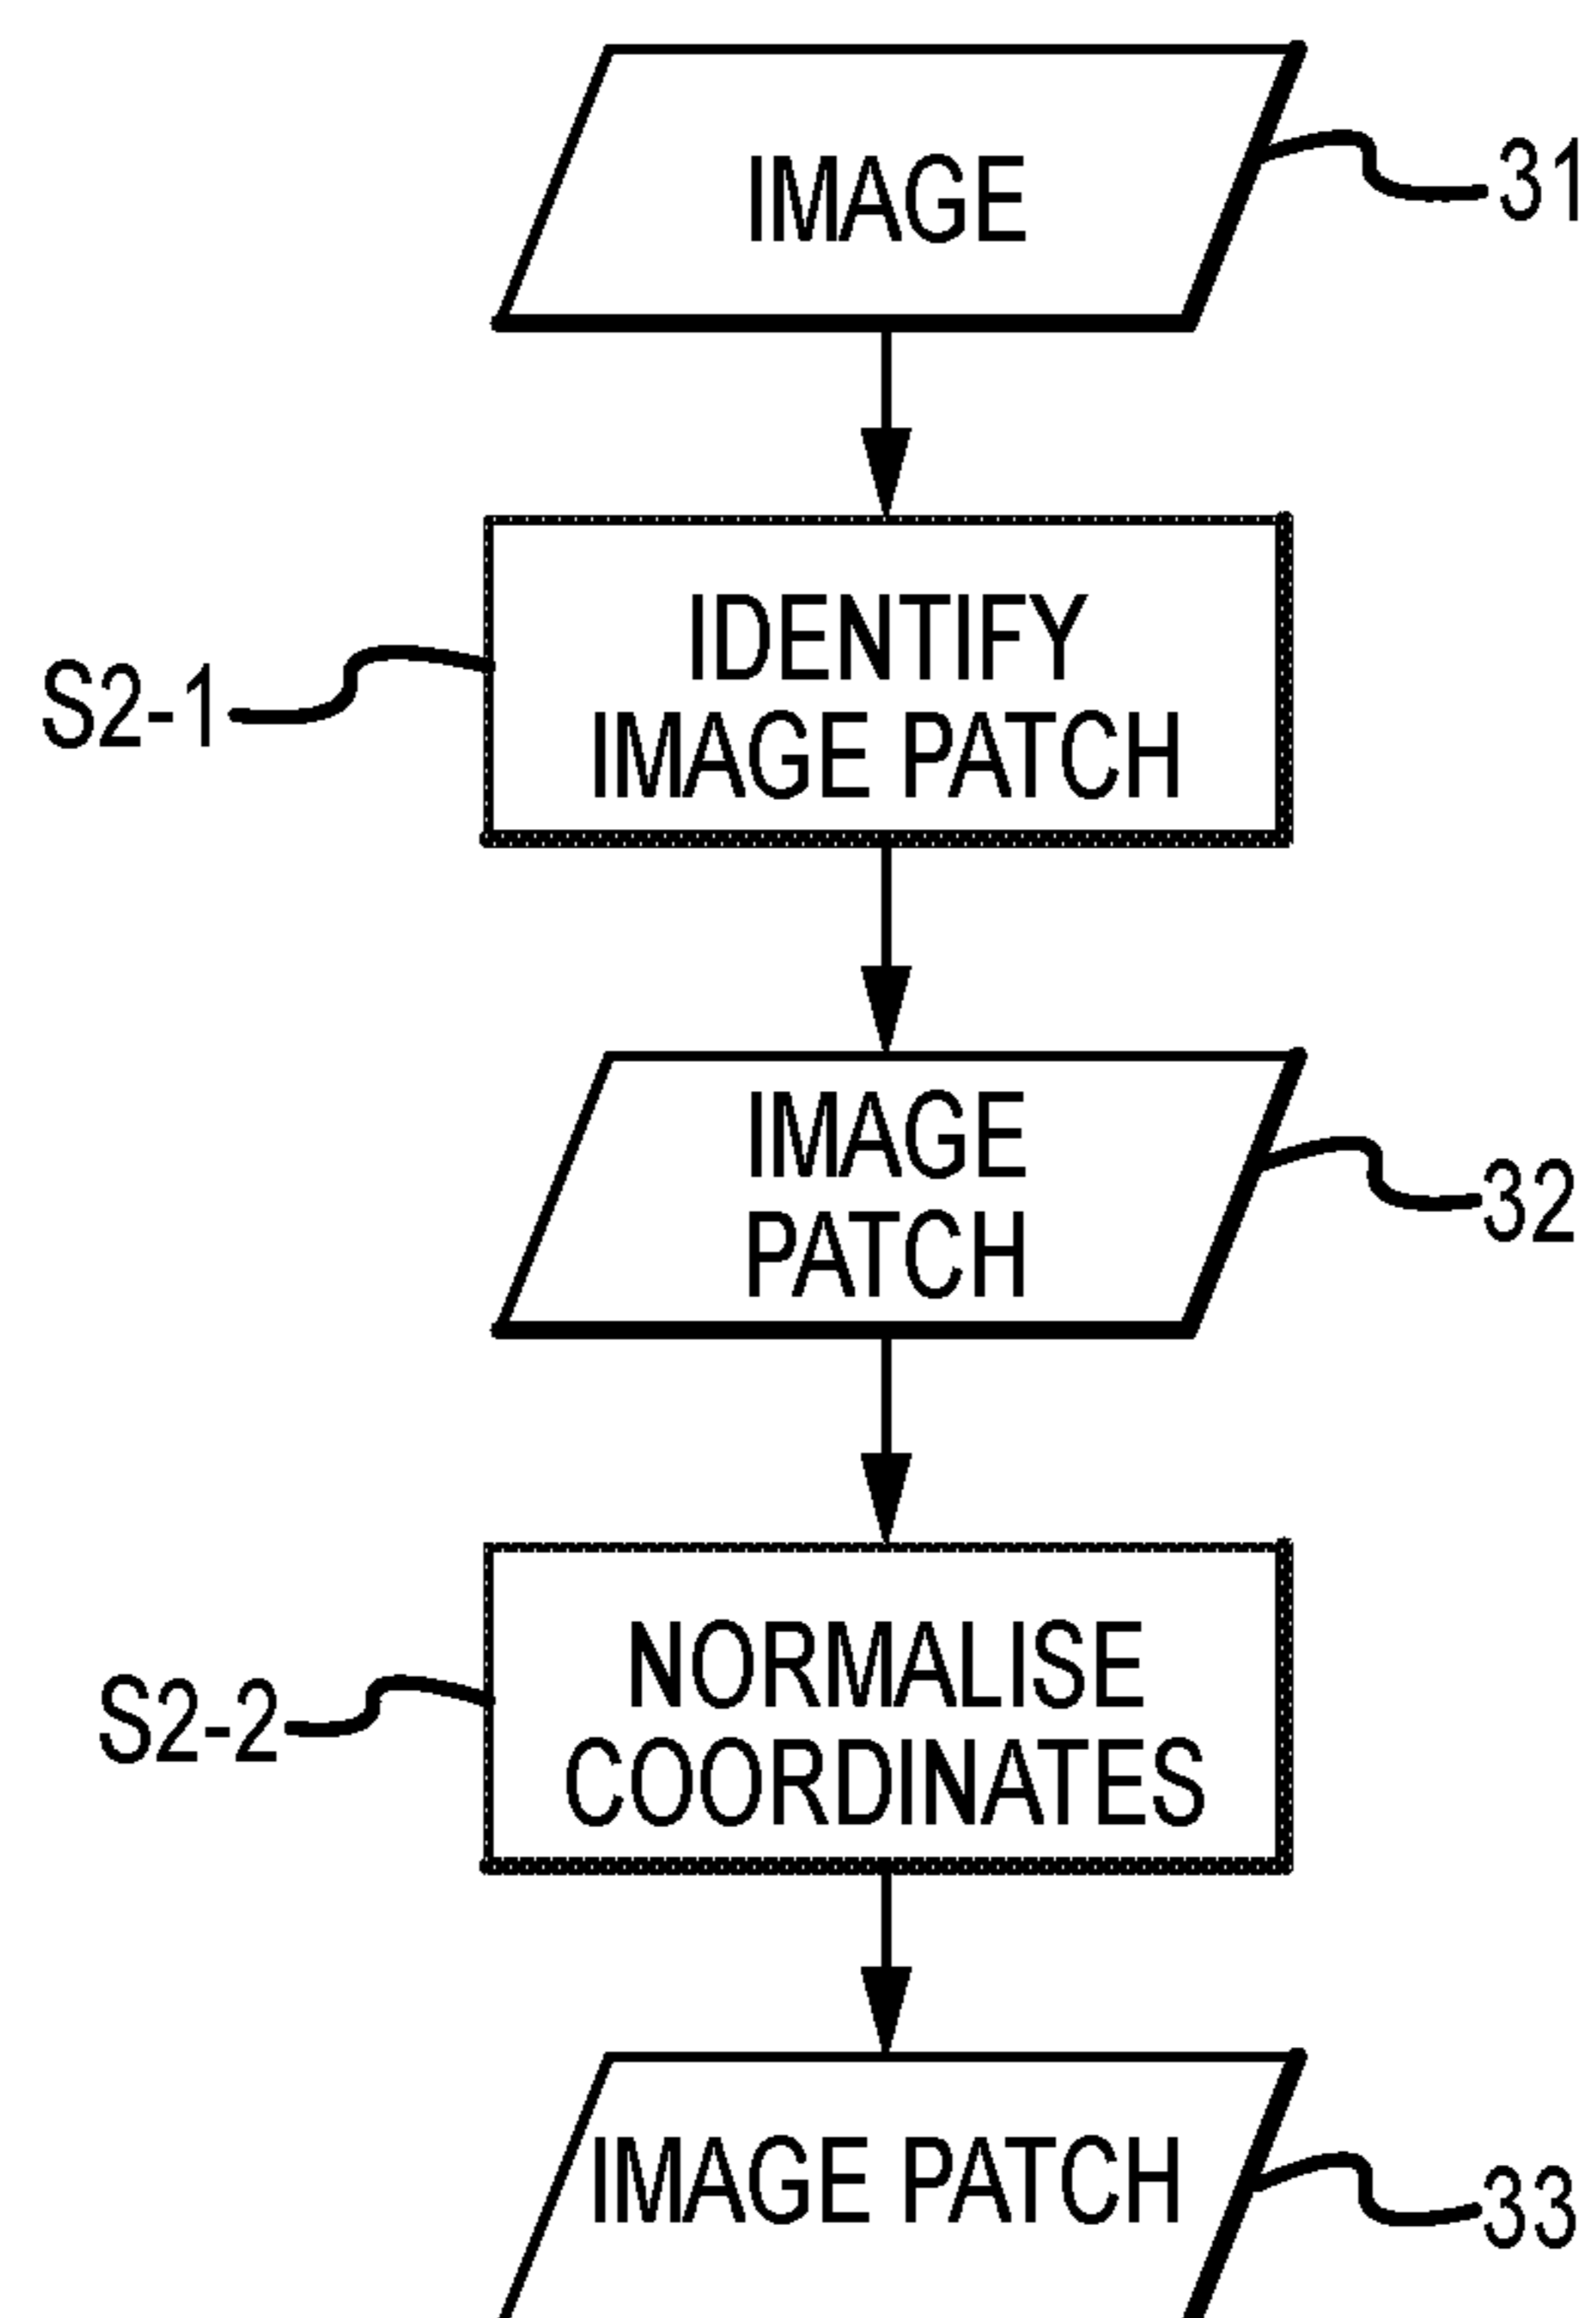 IMAGE
31
IDENTIFY
IMAGE PATCH
S2-1
IMAGE
PATCH
32
NORMALISE
COORDINATES
S2-2
IMAGE PATCH
33